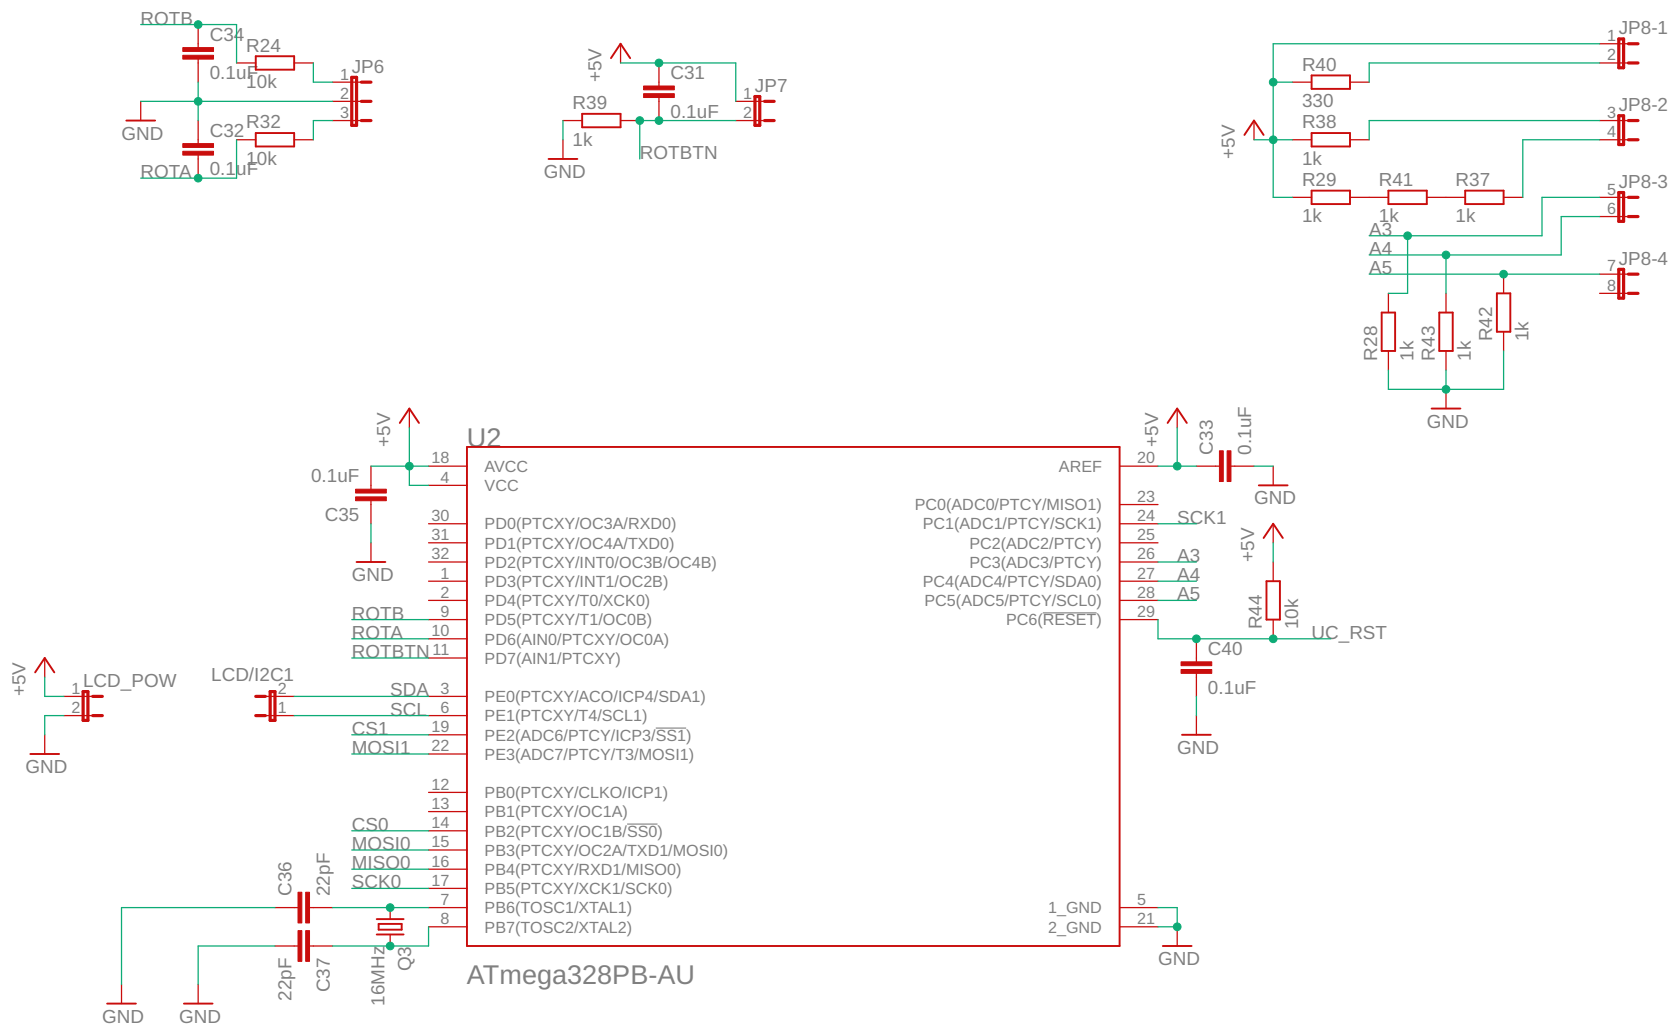 ROTB
C34
0.1uF
R24
10k
JP6
1
2
3
GND
C32
0.1uF
R32
10k
ROTA
+5V
C31
0.1uF
JP7
1
2
R39
1k
GND
ROTBTN
JP8-1
1
2
R40
330
JP8-2
3
4
+5V
R38
1k
R29
1k
R41
1k
R37
1k
JP8-3
5
6
A3
A4
A5
JP8-4
7
8
R28
1k
R43
1k
R42
1k
GND
+5V
0.1uF
C35
GND
U2
18 AVCC
4 VCC
30 PD0(PTCXY/OC3A/RXD0)
31 PD1(PTCXY/OC4A/TXD0)
32 PD2(PTCXY/INT0/OC3B/OC4B)
1 PD3(PTCXY/INT1/OC2B)
2 PD4(PTCXY/T0/XCK0)
ROTB 9 PD5(PTCXY/T1/OC0B)
ROTA 10 PD6(AIN0/PTCXY/OC0A)
ROTBTN 11 PD7(AIN1/PTCXY)
SDA 3 PE0(PTCXY/ACO/ICP4/SDA1)
SCL 6 PE1(PTCXY/T4/SCL1)
CS1 19 PE2(ADC6/PTCY/ICP3/SS1)
MOSI1 22 PE3(ADC7/PTCY/T3/MOSI1)
12 PB0(PTCXY/CLKO/ICP1)
13 PB1(PTCXY/OC1A)
CS0 14 PB2(PTCXY/OC1B/SS0)
MOSI0 15 PB3(PTCXY/OC2A/TXD1/MOSI0)
MISO0 16 PB4(PTCXY/RXD1/MISO0)
SCK0 17 PB5(PTCXY/XCK1/SCK0)
7 PB6(TOSC1/XTAL1)
8 PB7(TOSC2/XTAL2)
AREF 20
PC0(ADC0/PTCY/MISO1) 23
PC1(ADC1/PTCY/SCK1) 24 SCK1
PC2(ADC2/PTCY) 25
PC3(ADC3/PTCY) 26 A3
PC4(ADC4/PTCY/SDA0) 27 A4
PC5(ADC5/PTCY/SCL0) 28 A5
PC6(RESET) 29
1_GND 5
2_GND 21
GND
ATmega328PB-AU
+5V
C33
0.1uF
GND
+5V
R44
10k
UC_RST
C40
0.1uF
GND
+5V
LCD_POW
1
2
GND
LCD/I2C1
2
1
C36
22pF
22pF
C37
16MHz
Q3
GND
GND